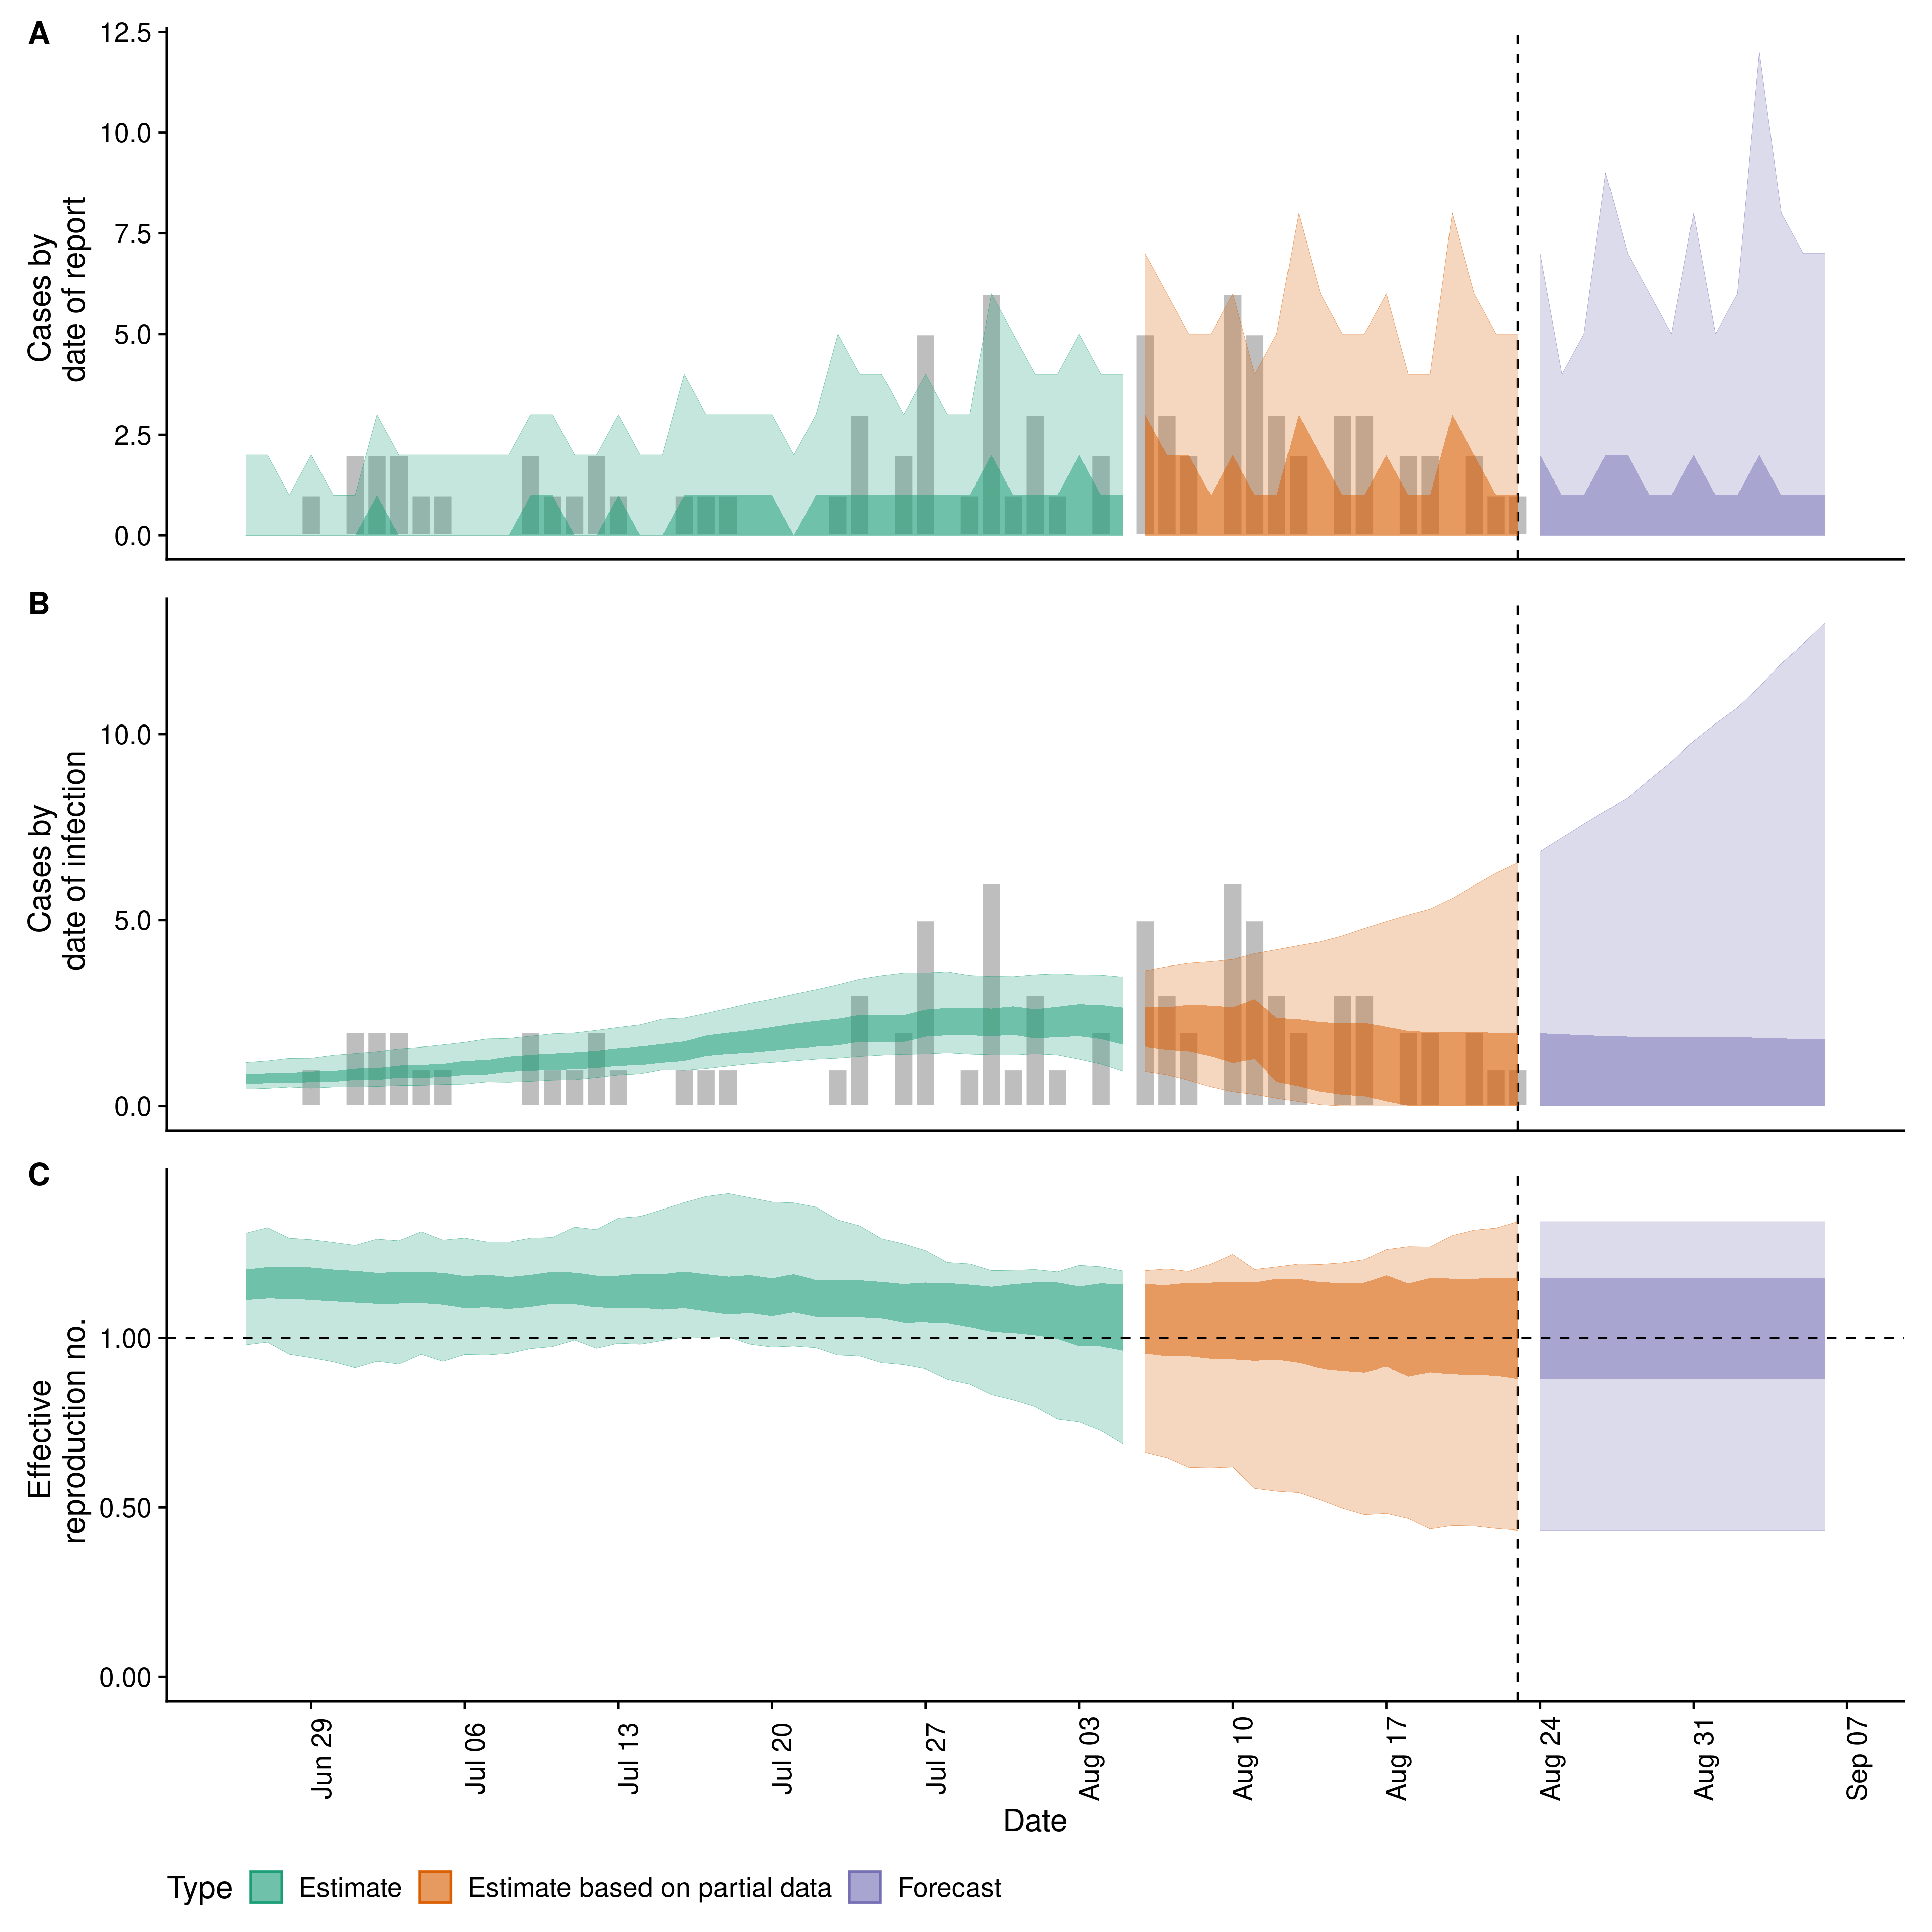 A
12.5
10.0
7.5
5.0
2.5
0.0
Cases by
date of report
B
10.0
5.0
0.0
Cases by
date of infection
C
1.00
0.50
0.00
Effective
reproduction no.
Jun 29
Jul 06
Jul 13
Jul 20
Jul 27
Aug 03
Aug 10
Aug 17
Aug 24
Aug 31
Sep 07
Date
Type Estimate Estimate based on partial data Forecast